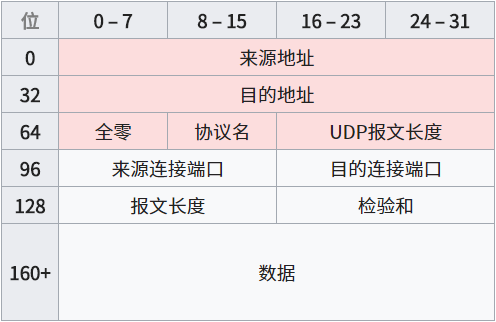 位 0 – 7 8 – 15 16 – 23 24 – 31
0 来源地址
32 目的地址
64 全零 协议名 UDP报文长度
96 来源连接端口 目的连接端口
128 报文长度 检验和
160+ 数据